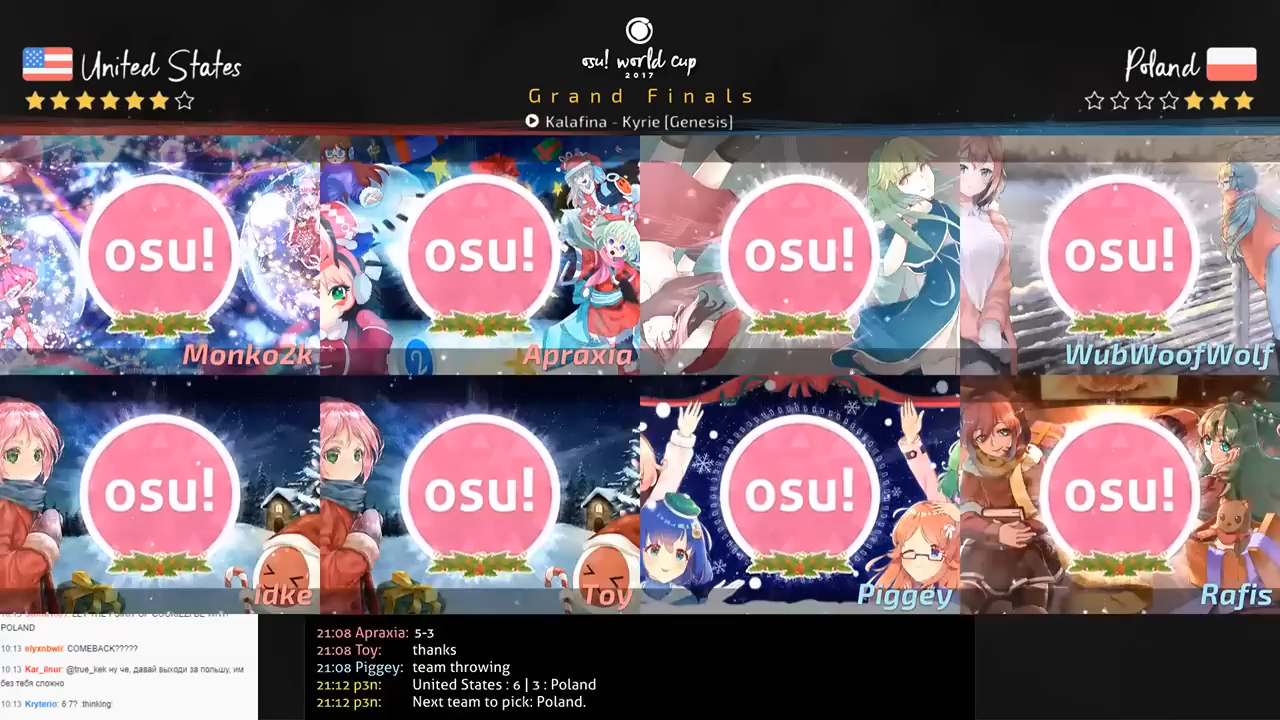 osu! world cup
2017
United States
Poland
Grand Finals
Kalafina - Kyrie [Genesis]
osu!
osu!
osu!
osu!
Monko2k
Apraxia
WubWoofWolf
osu!
osu!
osu!
osu!
idke
Toy
Piggey
Rafis
POLAND
10:13 elyxnbwii: COMEBACK?????
10:13 Kar_ilnur: @true_kek ну че, давай выходи за польшу, им
без тебя сложно
10:13 Kryterio: 6 7? :thinking:
21:08 Apraxia: 5-3
21:08 Toy: thanks
21:08 Piggey: team throwing
21:12 p3n: United States : 6 | 3 : Poland
21:12 p3n: Next team to pick: Poland.